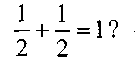 1/2 + 1/2 = 1 ?